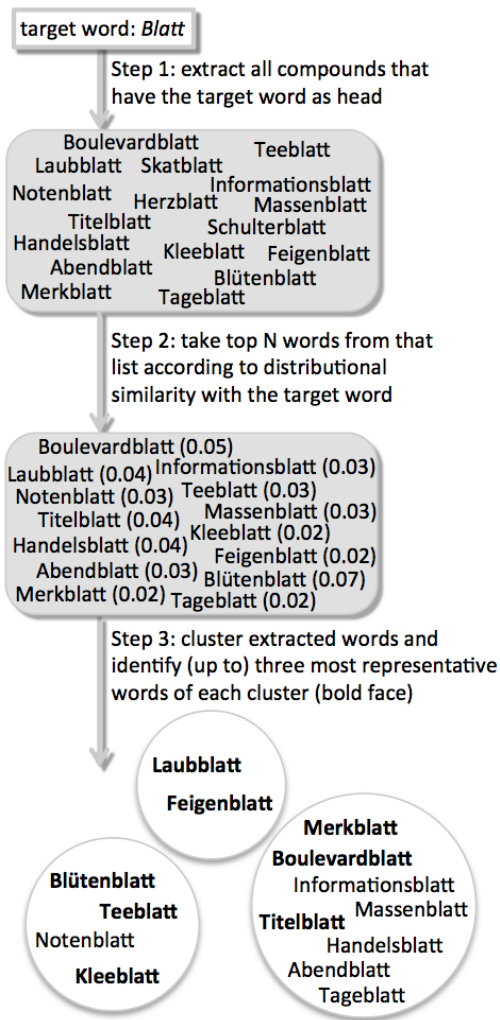 target word: Blatt
Step 1: extract all compounds that
have the target word as head
Boulevardblatt
Teeblatt
Laubblatt Skatblatt
Informationsblatt
Notenblatt
Herzblatt
Massenblatt
Titelblatt
Schulterblatt
Handelsblatt
Kleeblatt
Feigenblatt
Abendblatt
Blütenblatt
Merkblatt
Tageblatt
Step 2: take top N words from that
list according to distributional
similarity with the target word
Boulevardblatt (0.05)
Laubblatt (0.04)
Informationsblatt (0.03)
Notenblatt (0.03)
Teeblatt (0.03)
Titelblatt (0.04)
Massenblatt (0.03)
Handelsblatt (0.04)
Kleeblatt (0.02)
Feigenblatt (0.02)
Abendblatt (0.03)
Blütenblatt (0.07)
Merkblatt (0.02)
Tageblatt (0.02)
Step 3: cluster extracted words and
identify (up to) three most representative
words of each cluster (bold face)
Laubblatt
Feigenblatt
Blütenblatt
Teeblatt
Notenblatt
Kleeblatt
Merkblatt
Boulevardblatt
Informationsblatt
Massenblatt
Titelblatt
Handelsblatt
Abendblatt
Tageblatt